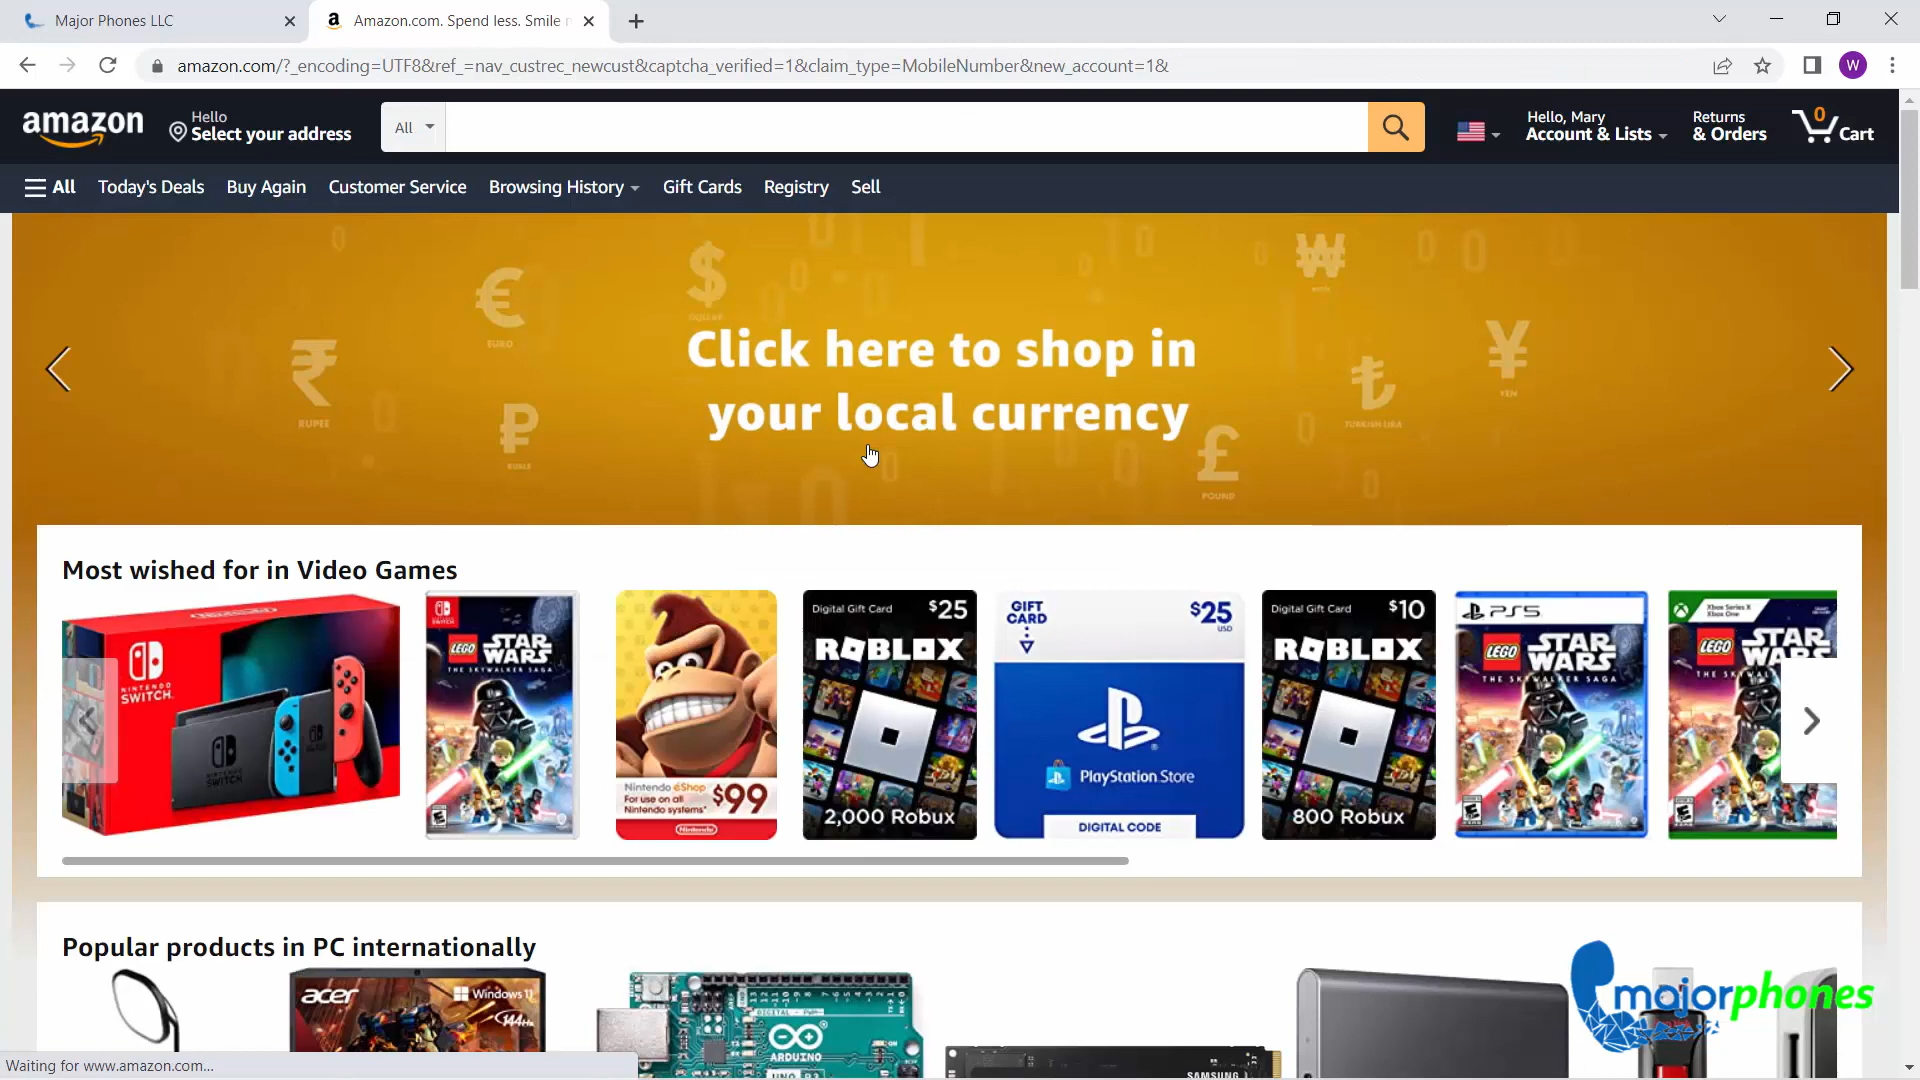 Major Phones LLC
Amazon.com. Spend less. Smile
amazon.com/?_encoding=UTF8&ref_=nav_custrec_newcust&captcha_verified=1&claim_type=MobileNumber&new_account=1&
W
amazon
Hello
Select your address
All
Hello, Mary
Account & Lists
Returns
& Orders
0
Cart
All
Today's Deals
Buy Again
Customer Service
Browsing History
Gift Cards
Registry
Sell
Click here to shop in
your local currency
€
EURO
$
₩
₹
RUPEE
₽
RUBLE
£
POUND
₺
TURKISH LIRA
¥
YEN
Most wished for in Video Games
NINTENDO
SWITCH
NINTENDO
SWITCH
LEGO STAR WARS
THE SKYWALKER SAGA
Nintendo eShop
For use on all
Nintendo systems*
$99
Nintendo
Digital Gift Card $25
ROBLOX
2,000 Robux
GIFT
CARD
$25
USD
PlayStation Store
DIGITAL CODE
Digital Gift Card $10
ROBLOX
800 Robux
PS5
LEGO STAR WARS
THE SKYWALKER SAGA
Xbox Series X
Xbox One
LEGO STAR
Popular products in PC internationally
acer
Windows 11
144Hz
DIGITAL - PWM~
ARDUINO
SAMSUNG
majorphones
Waiting for www.amazon.com...